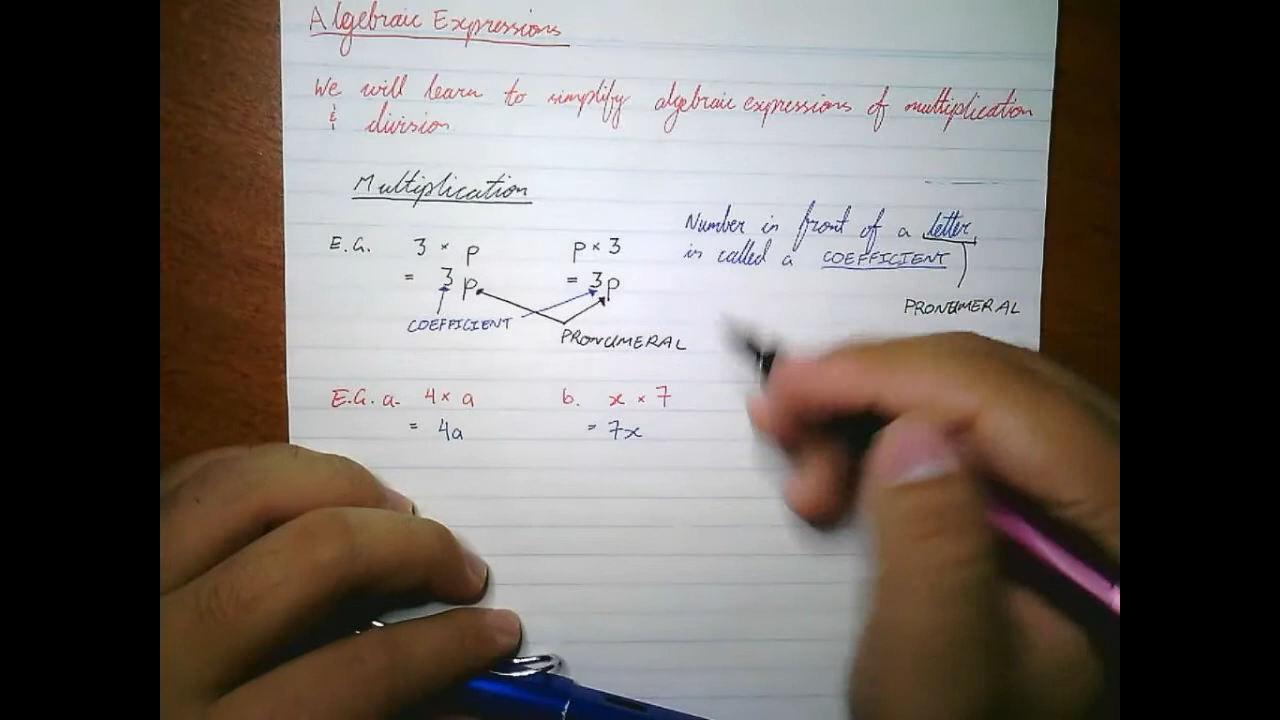 Algebraic Expressions
We will learn to simplify algebraic expressions of multiplication
& division.
Multiplication
Number in front of a letter
is called a COEFFICIENT
PRONUMERAL
E.G. 3 × p p × 3
= 3p = 3p
COEFFICIENT
PRONUMERAL
E.G. a. 4 × a b. x × 7
= 4a = 7x